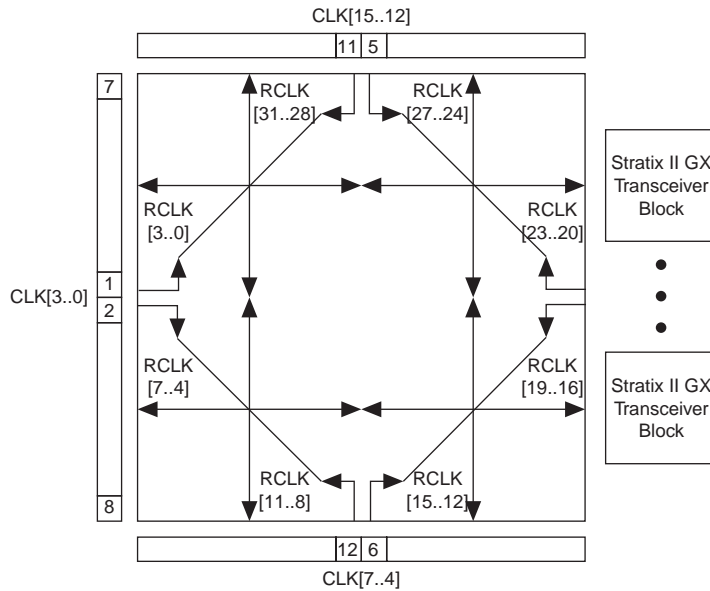 CLK[15..12]
11 5
7
RCLK
[31..28]
RCLK
[27..24]
Stratix II GX
Transceiver
Block
RCLK
[3..0]
RCLK
[23..20]
1
CLK[3..0]
2
RCLK
[7..4]
RCLK
[19..16]
Stratix II GX
Transceiver
Block
RCLK
[11..8]
RCLK
[15..12]
8
12 6
CLK[7..4]